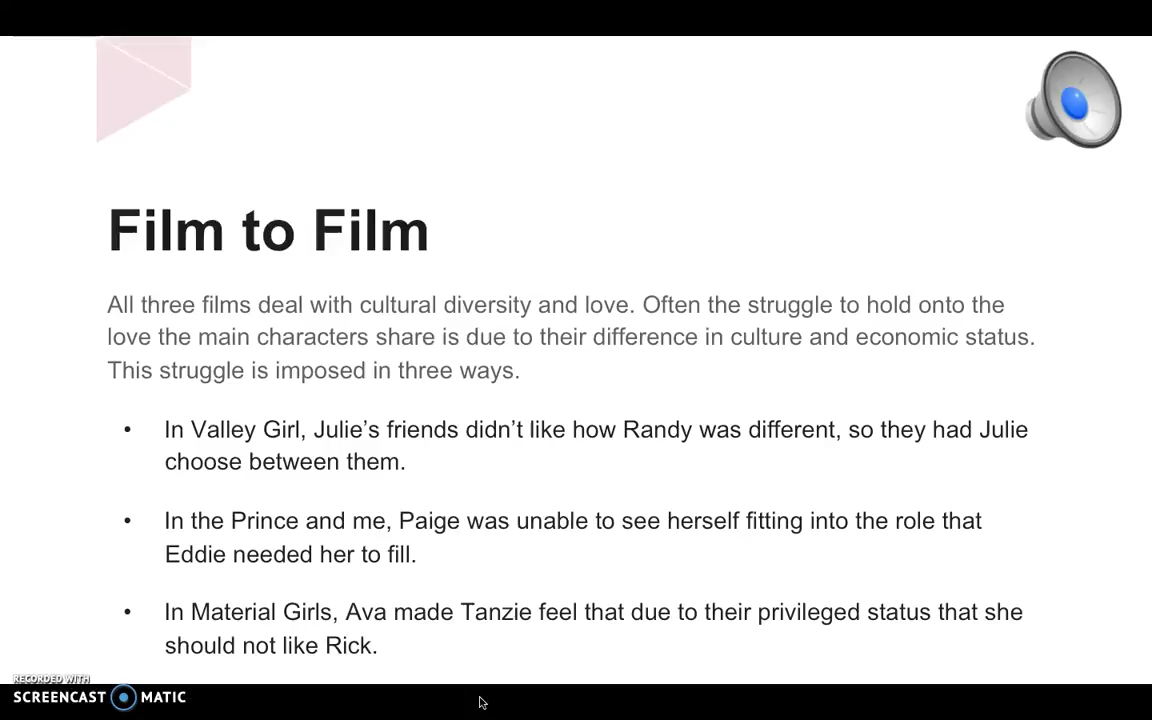 Film to Film
All three films deal with cultural diversity and love. Often the struggle to hold onto the
love the main characters share is due to their difference in culture and economic status.
This struggle is imposed in three ways.
• In Valley Girl, Julie’s friends didn’t like how Randy was different, so they had Julie
choose between them.
• In the Prince and me, Paige was unable to see herself fitting into the role that
Eddie needed her to fill.
• In Material Girls, Ava made Tanzie feel that due to their privileged status that she
should not like Rick.
RECORDED WITH
SCREENCAST MATIC